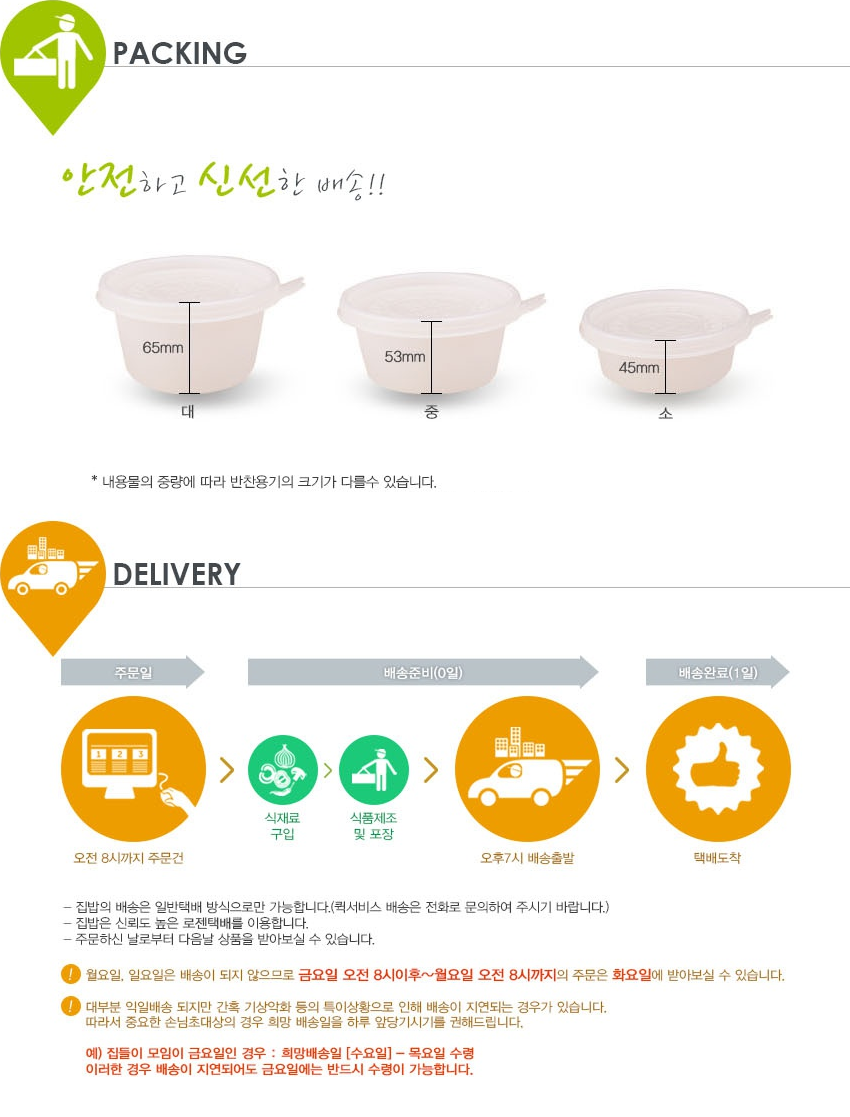 PACKING
안전하고 신선한 배송!!
65mm
53mm
45mm
대
중
소
* 내용물의 중량에 따라 반찬용기의 크기가 다를수 있습니다.
DELIVERY
주문일
배송준비(0일)
배송완료(1일)
1 2 3
식재료
구입
식품제조
및 포장
오전 8시까지 주문건
오후7시 배송출발
택배도착
- 집밥의 배송은 일반택배 방식으로만 가능합니다.(퀵서비스 배송은 전화로 문의하여 주시기 바랍니다.)
- 집밥은 신뢰도 높은 로젠택배를 이용합니다.
- 주문하신 날로부터 다음날 상품을 받아보실 수 있습니다.
! 월요일, 일요일은 배송이 되지 않으므로 금요일 오전 8시이후~월요일 오전 8시까지의 주문은 화요일에 받아보실 수 있습니다.
! 대부분 익일배송 되지만 간혹 기상악화 등의 특이상황으로 인해 배송이 지연되는 경우가 있습니다.
따라서 중요한 손님초대상의 경우 희망 배송일을 하루 앞당기시기를 권해드립니다.
예) 집들이 모임이 금요일인 경우 : 희망배송일 [수요일] - 목요일 수령
이러한 경우 배송이 지연되어도 금요일에는 반드시 수령이 가능합니다.